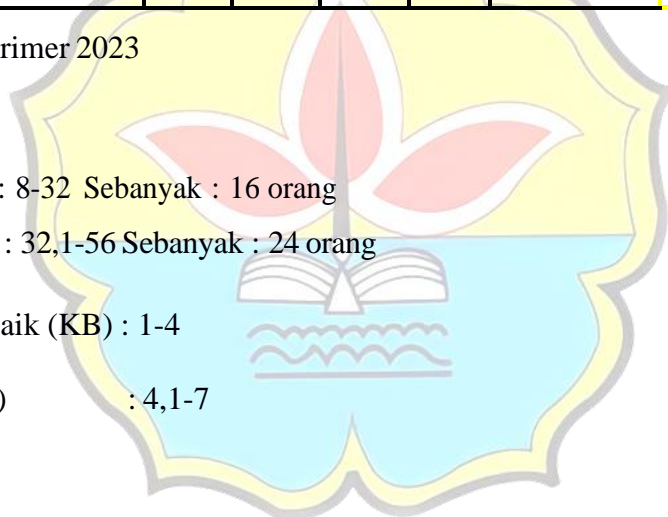 rimer 2023
: 8-32 Sebanyak : 16 orang
: 32,1-56 Sebanyak : 24 orang
aik (KB) : 1-4
) : 4,1-7